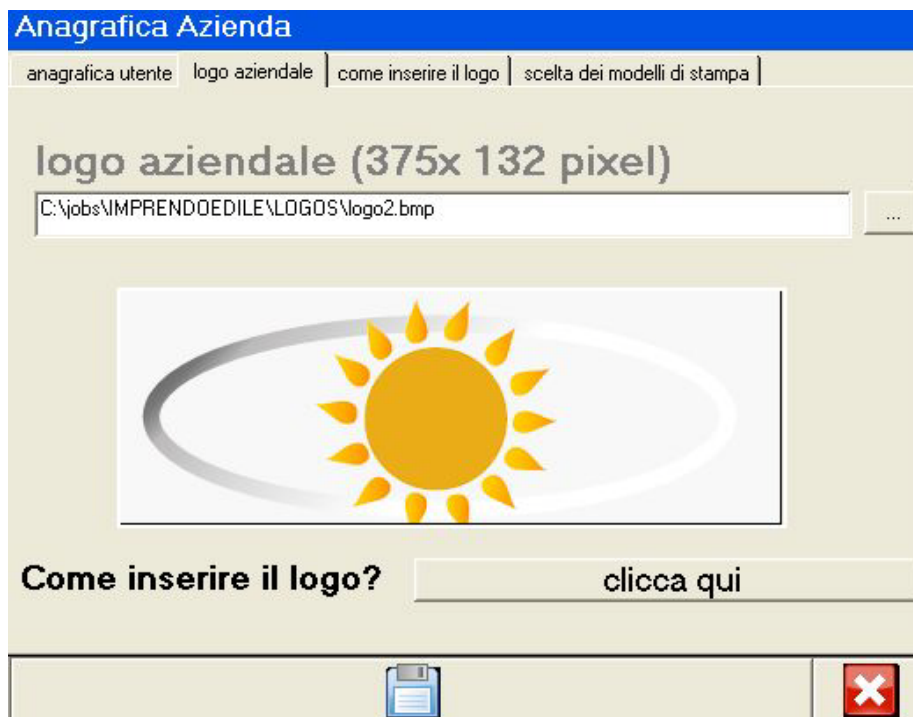 Anagrafica Azienda
anagrafica utente logo aziendale come inserire il logo scelta dei modelli di stampa
logo aziendale (375x 132 pixel)
C:\jobs\IMPRENDOEDILE\LOGOS\logo2.bmp ...
Come inserire il logo? clicca qui